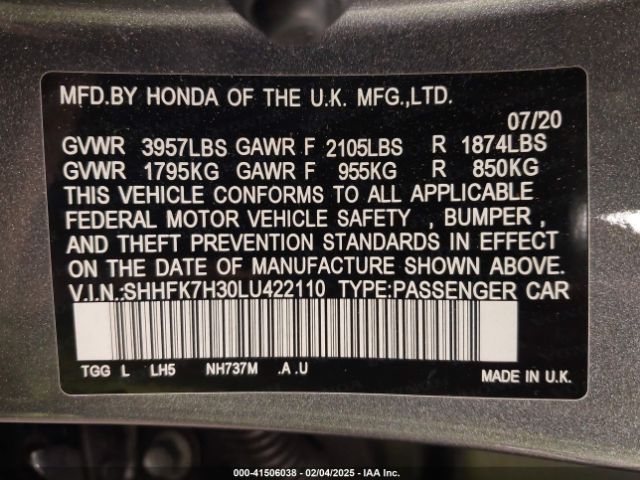 MFD.BY HONDA OF THE U.K. MFG.,LTD.
07/20
GVWR 3957LBS GAWR F 2105LBS R 1874LBS
GVWR 1795KG GAWR F 955KG R 850KG
THIS VEHICLE CONFORMS TO ALL APPLICABLE
FEDERAL MOTOR VEHICLE SAFETY , BUMPER ,
AND THEFT PREVENTION STANDARDS IN EFFECT
ON THE DATE OF MANUFACTURE SHOWN ABOVE.
V.I.N.:SHHFK7H30LU422110 TYPE:PASSENGER CAR
TGG L LH5 NH737M .A .U MADE IN U.K.
000-41506038 - 02/04/2025 - IAA Inc.